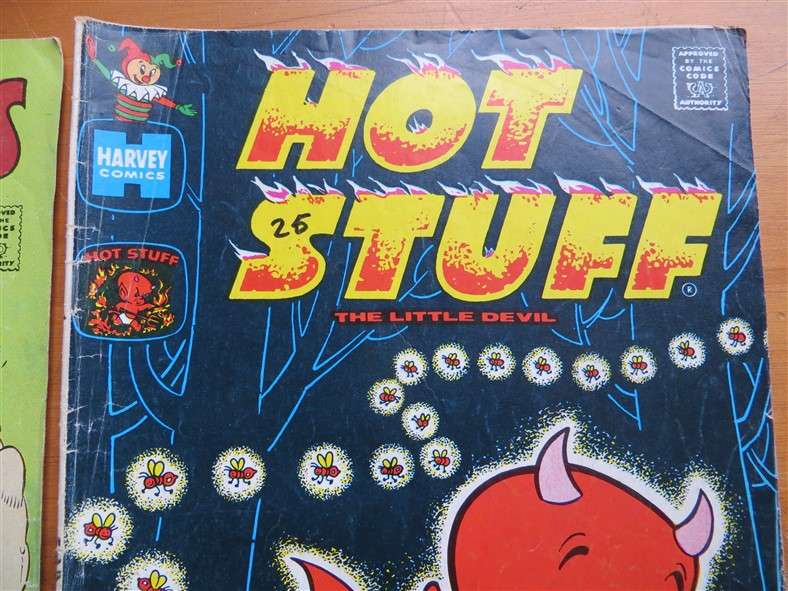 HARVEY
COMICS
HOT STUFF
HOT
STUFF
25
®
THE LITTLE DEVIL
APPROVED
BY THE
COMICS
CODE
AUTHORITY